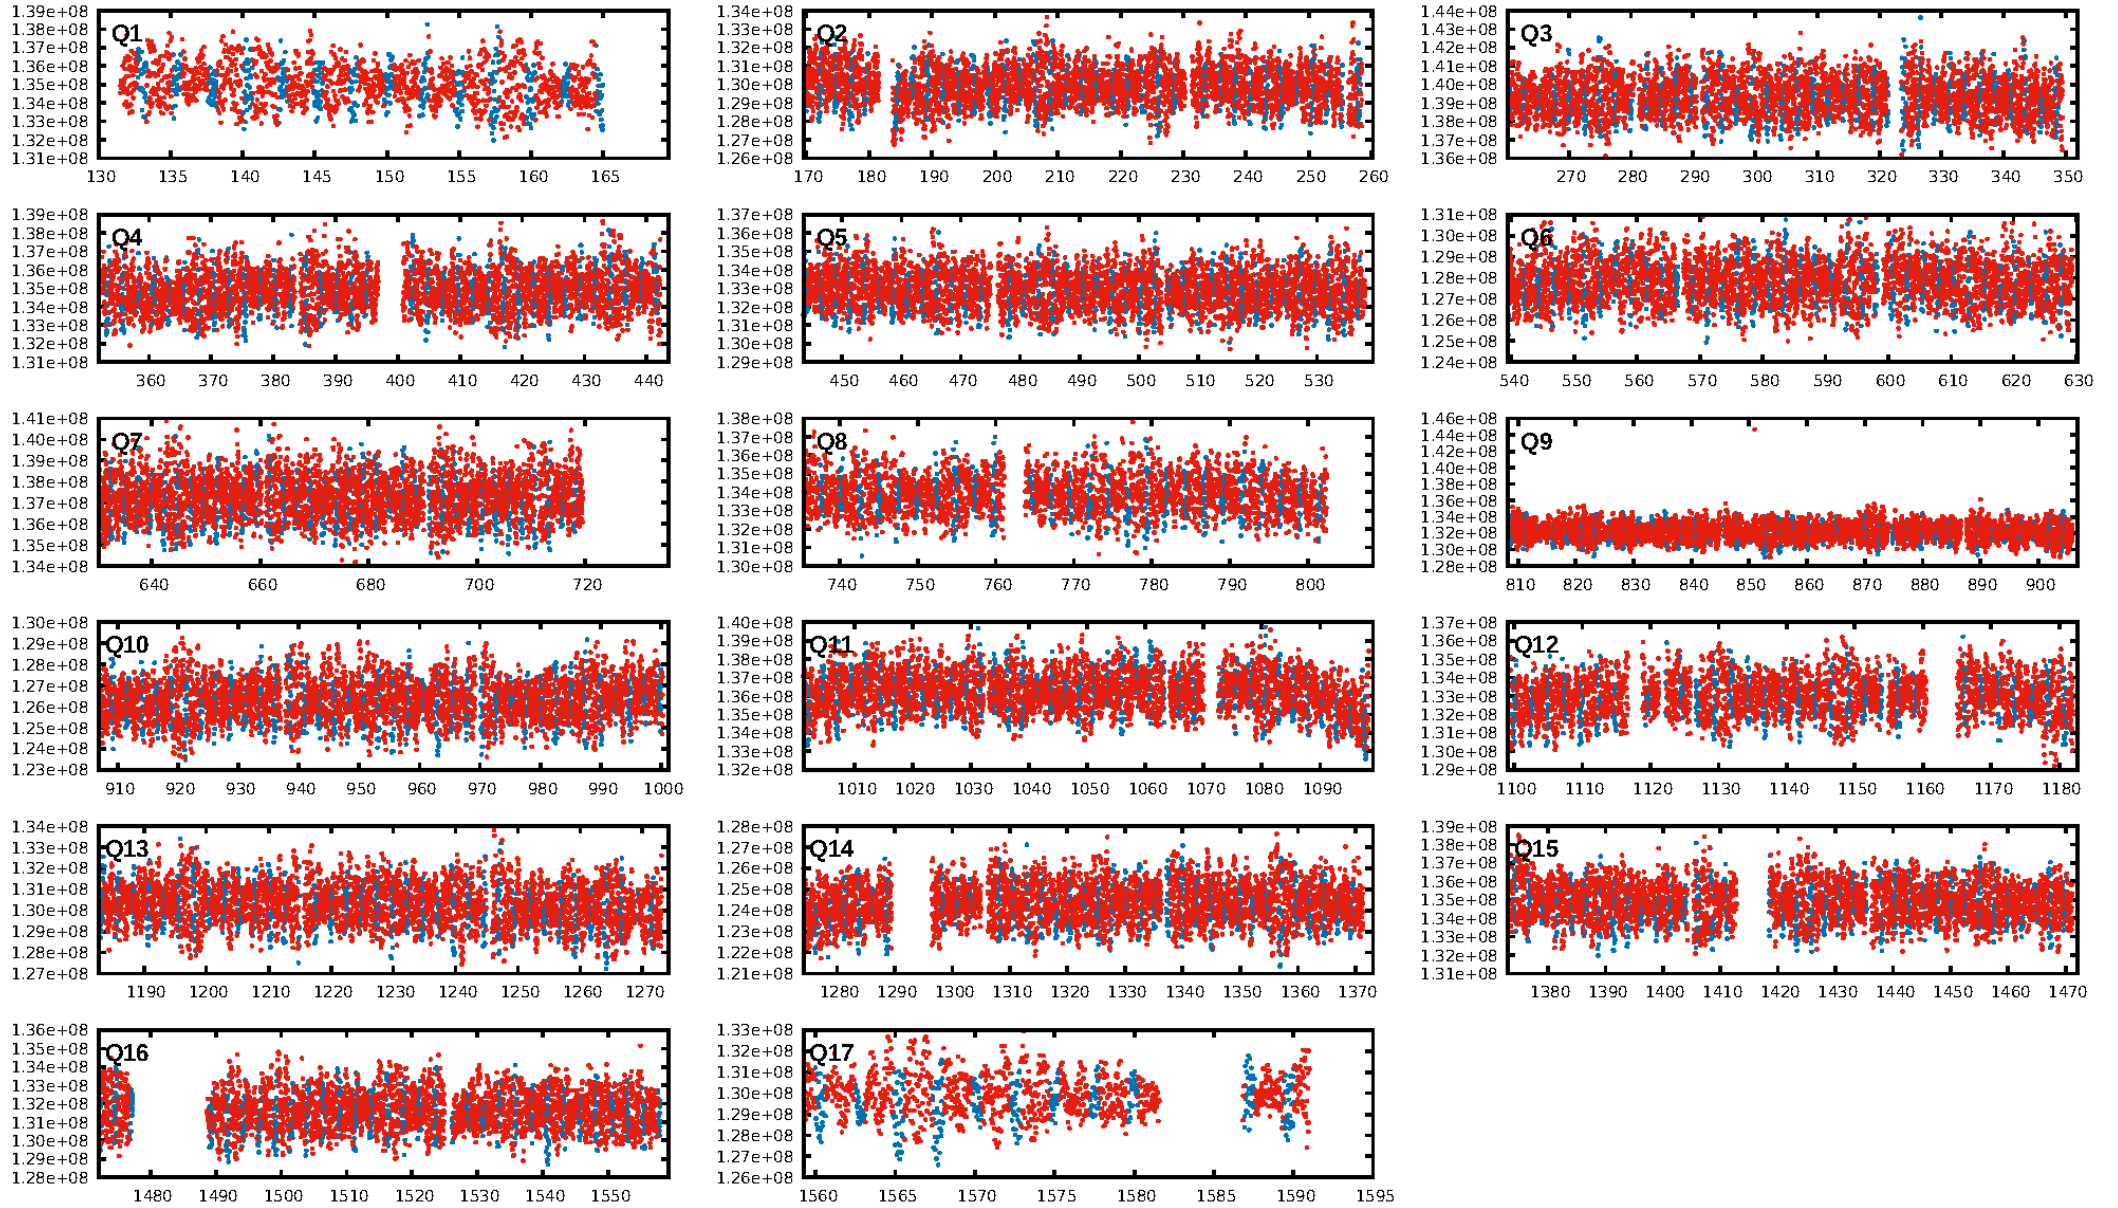 Q1
1.39e+08
1.38e+08
1.37e+08
1.36e+08
1.35e+08
1.34e+08
1.33e+08
1.32e+08
1.31e+08
130 135 140 145 150 155 160 165
Q2
1.34e+08
1.33e+08
1.32e+08
1.31e+08
1.30e+08
1.29e+08
1.28e+08
1.27e+08
1.26e+08
170 180 190 200 210 220 230 240 250 260
Q3
1.44e+08
1.43e+08
1.42e+08
1.41e+08
1.40e+08
1.39e+08
1.38e+08
1.37e+08
1.36e+08
270 280 290 300 310 320 330 340 350
Q4
1.39e+08
1.38e+08
1.37e+08
1.36e+08
1.35e+08
1.34e+08
1.33e+08
1.32e+08
1.31e+08
360 370 380 390 400 410 420 430 440
Q5
1.37e+08
1.36e+08
1.35e+08
1.34e+08
1.33e+08
1.32e+08
1.31e+08
1.30e+08
1.29e+08
450 460 470 480 490 500 510 520 530
Q6
1.31e+08
1.30e+08
1.29e+08
1.28e+08
1.27e+08
1.26e+08
1.25e+08
1.24e+08
540 550 560 570 580 590 600 610 620 630
Q7
1.41e+08
1.40e+08
1.39e+08
1.38e+08
1.37e+08
1.36e+08
1.35e+08
1.34e+08
640 660 680 700 720
Q8
1.38e+08
1.37e+08
1.36e+08
1.35e+08
1.34e+08
1.33e+08
1.32e+08
1.31e+08
1.30e+08
740 750 760 770 780 790 800
Q9
1.46e+08
1.44e+08
1.42e+08
1.40e+08
1.38e+08
1.36e+08
1.34e+08
1.32e+08
1.30e+08
1.28e+08
810 820 830 840 850 860 870 880 890 900
Q10
1.30e+08
1.29e+08
1.28e+08
1.27e+08
1.26e+08
1.25e+08
1.24e+08
1.23e+08
910 920 930 940 950 960 970 980 990 1000
Q11
1.40e+08
1.39e+08
1.38e+08
1.37e+08
1.36e+08
1.35e+08
1.34e+08
1.33e+08
1.32e+08
1010 1020 1030 1040 1050 1060 1070 1080 1090
Q12
1.37e+08
1.36e+08
1.35e+08
1.34e+08
1.33e+08
1.32e+08
1.31e+08
1.30e+08
1.29e+08
1100 1110 1120 1130 1140 1150 1160 1170 1180
Q13
1.34e+08
1.33e+08
1.32e+08
1.31e+08
1.30e+08
1.29e+08
1.28e+08
1.27e+08
1190 1200 1210 1220 1230 1240 1250 1260 1270
Q14
1.28e+08
1.27e+08
1.26e+08
1.25e+08
1.24e+08
1.23e+08
1.22e+08
1.21e+08
1280 1290 1300 1310 1320 1330 1340 1350 1360 1370
Q15
1.39e+08
1.38e+08
1.37e+08
1.36e+08
1.35e+08
1.34e+08
1.33e+08
1.32e+08
1.31e+08
1380 1390 1400 1410 1420 1430 1440 1450 1460 1470
Q16
1.36e+08
1.35e+08
1.34e+08
1.33e+08
1.32e+08
1.31e+08
1.30e+08
1.29e+08
1.28e+08
1480 1490 1500 1510 1520 1530 1540 1550
Q17
1.33e+08
1.32e+08
1.31e+08
1.30e+08
1.29e+08
1.28e+08
1.27e+08
1.26e+08
1560 1565 1570 1575 1580 1585 1590 1595